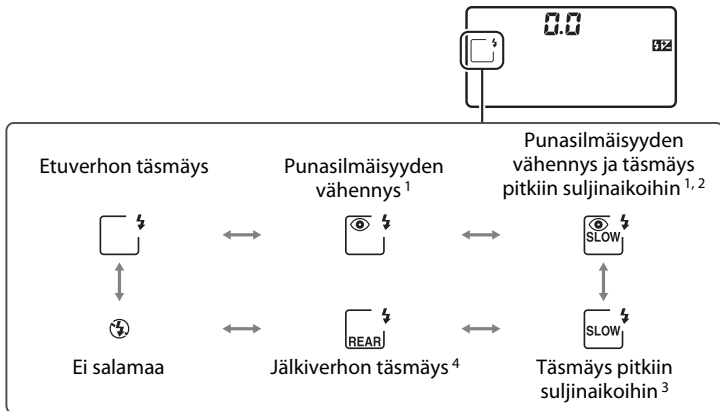 0.0
Etuverhon täsmäys
Punasilmäisyyden
vähennys 1
Punasilmäisyyden
vähennys ja täsmäys
pitkiin suljinaikoihin 1, 2
SLOW
REAR
SLOW
Ei salamaa
Jälkiverhon täsmäys 4
Täsmäys pitkiin
suljinaikoihin 3